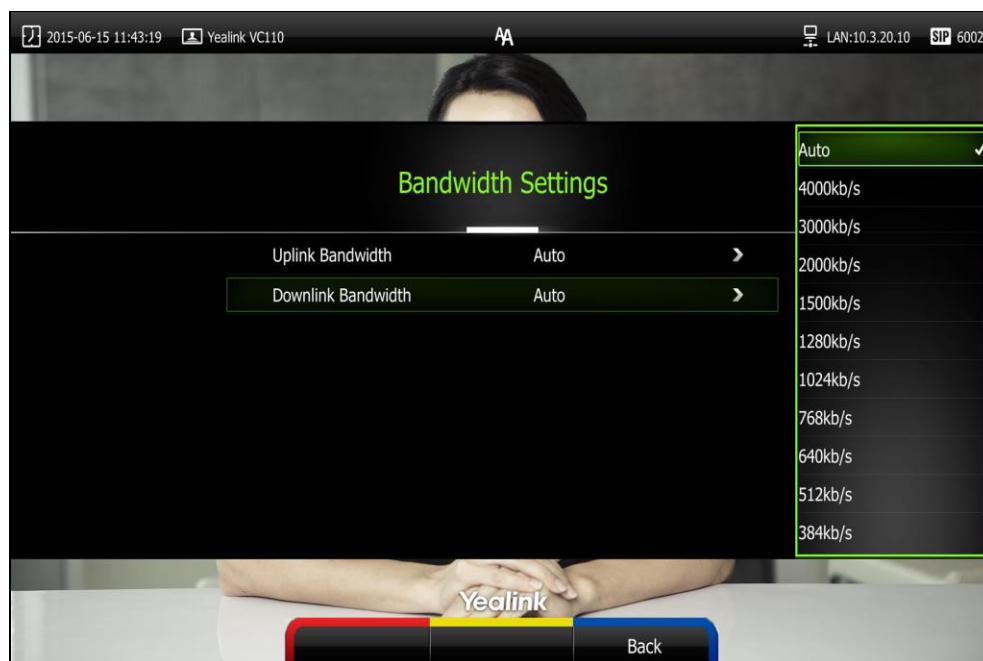 2015-06-15 11:43:19 Yealink VC110 AA LAN:10.3.20.10 SIP 6002
Bandwidth Settings
Uplink Bandwidth Auto
Downlink Bandwidth Auto
Auto
4000kb/s
3000kb/s
2000kb/s
1500kb/s
1280kb/s
1024kb/s
768kb/s
640kb/s
512kb/s
384kb/s
Yealink
Back